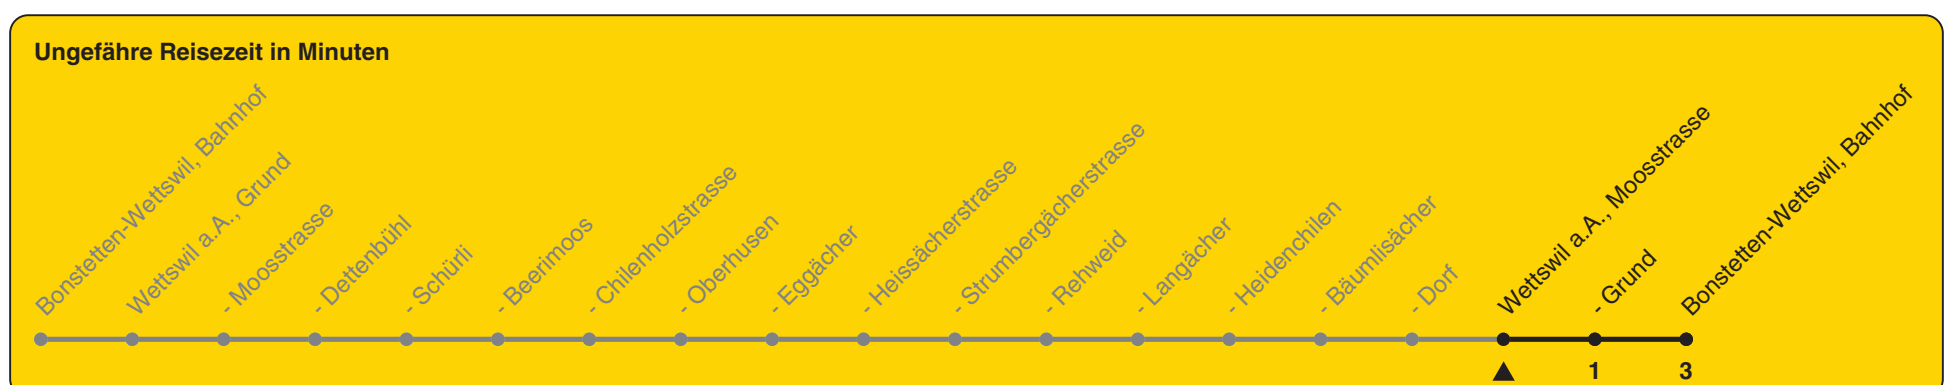 Ungefähre Reisezeit in Minuten
Bonstetten-Wettswil, Bahnhof
Wettswil a.A., Grund
- Moosstrasse
- Dettenbühl
- Schürli
- Beerimoos
- Chilenholzstrasse
- Oberhusen
- Eggächer
- Heissächerstrasse
- Strumbergächerstrasse
- Rehweid
- Langächer
- Heidenchilen
- Bäumlisächer
- Dorf
Wettswil a.A., Moosstrasse
- Grund
Bonstetten-Wettswil, Bahnhof
1 3